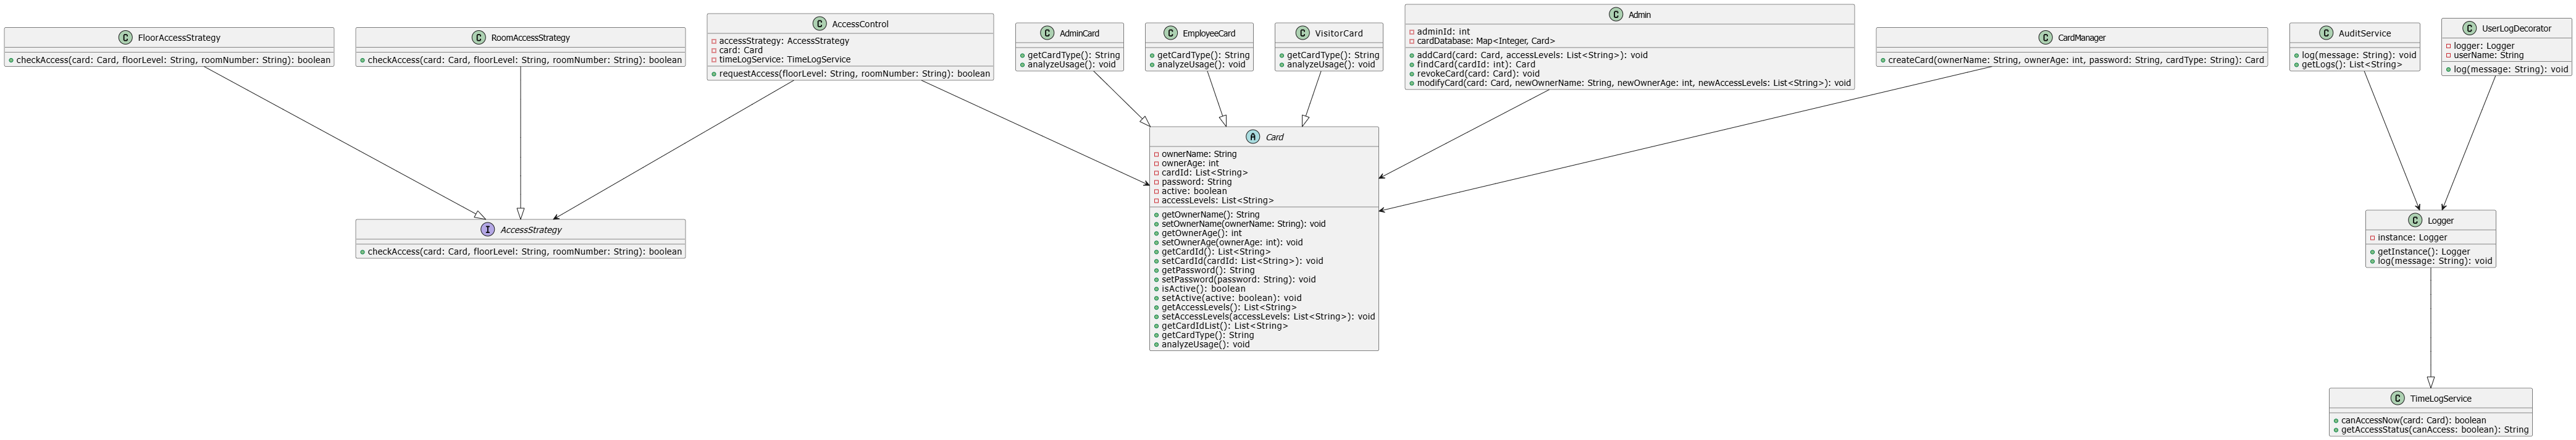 C FloorAccessStrategy
checkAccess(card: Card, floorLevel: String, roomNumber: String): boolean
C RoomAccessStrategy
checkAccess(card: Card, floorLevel: String, roomNumber: String): boolean
C AccessControl
accessStrategy: AccessStrategy
card: Card
timeLogService: TimeLogService
requestAccess(floorLevel: String, roomNumber: String): boolean
C AdminCard
getCardType(): String
analyzeUsage(): void
C EmployeeCard
getCardType(): String
analyzeUsage(): void
C VisitorCard
getCardType(): String
analyzeUsage(): void
C Admin
adminId: int
cardDatabase: Map<Integer, Card>
addCard(card: Card, accessLevels: List<String>): void
findCard(cardId: int): Card
revokeCard(card: Card): void
modifyCard(card: Card, newOwnerName: String, newOwnerAge: int, newAccessLevels: List<String>): void
C CardManager
createCard(ownerName: String, ownerAge: int, password: String, cardType: String): Card
C AuditService
log(message: String): void
getLogs(): List<String>
C UserLogDecorator
logger: Logger
userName: String
log(message: String): void
A Card
ownerName: String
ownerAge: int
cardId: List<String>
password: String
active: boolean
accessLevels: List<String>
getOwnerName(): String
setOwnerName(ownerName: String): void
getOwnerAge(): int
setOwnerAge(ownerAge: int): void
getCardId(): List<String>
setCardId(cardId: List<String>): void
getPassword(): String
setPassword(password: String): void
isActive(): boolean
setActive(active: boolean): void
getAccessLevels(): List<String>
setAccessLevels(accessLevels: List<String>): void
getCardIdList(): List<String>
getCardType(): String
analyzeUsage(): void
I AccessStrategy
checkAccess(card: Card, floorLevel: String, roomNumber: String): boolean
C Logger
instance: Logger
getInstance(): Logger
log(message: String): void
C TimeLogService
canAccessNow(card: Card): boolean
getAccessStatus(canAccess: boolean): String